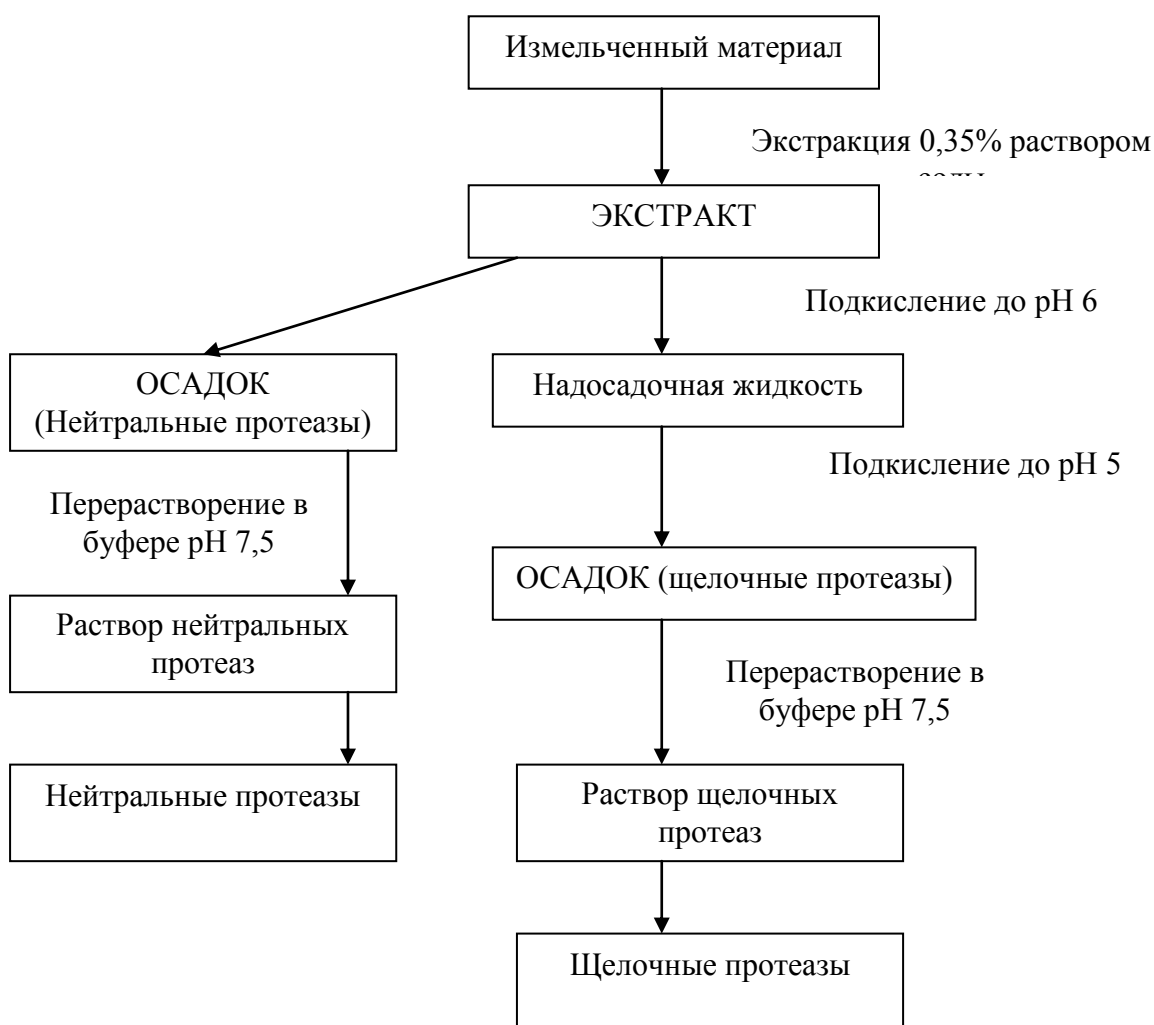 Измельченный материал
Экстракция 0,35% раствором
ЭКСТРАКТ
Подкисление до pH 6
ОСАДОК
(Нейтральные протеазы)
Надосадочная жидкость
Подкисление до pH 5
Перерастворение в
буфере pH 7,5
ОСАДОК (щелочные протеазы)
Раствор нейтральных
протеаз
Перерастворение в
буфере pH 7,5
Нейтральные протеазы
Раствор щелочных
протеаз
Щелочные протеазы